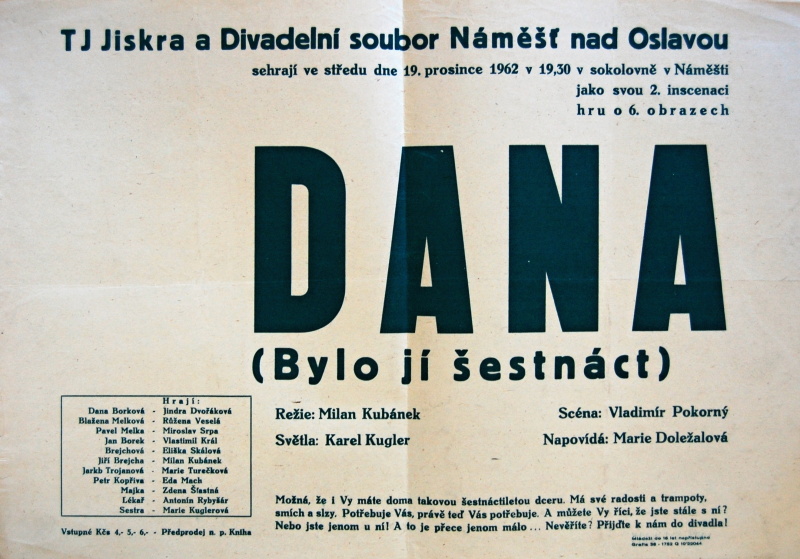 TJ Jiskra a Divadelní soubor Náměšť nad Oslavou
sehrají ve středu dne 19. prosince 1962 v 19,30 v sokolovně v Náměšti
jako svou 2. inscenaci
hru o 6. obrazech
DANA
(Bylo jí šestnáct)
Hrají:
Dana Borková - Jindra Dvořáková
Blažena Melková - Růžena Veselá
Pavel Melka - Miroslav Srpa
Jan Borek - Vlastimil Král
Brejchová - Eliška Skálová
Jiří Brejcha - Milan Kubánek
Jarkb Trojanová - Marie Turečková
Petr Kopřiva - Eda Mach
Majka - Zdena Šťastná
Lékař - Antonín Rybyšár
Sestra - Marie Kuglerová
Vstupné Kčs 4,- 5,- 6,- - Předprodej n. p. Kniha
Režie: Milan Kubánek
Světla: Karel Kugler
Scéna: Vladimír Pokorný
Napovídá: Marie Doležalová
Možná, že i Vy máte doma takovou šestnáctiletou dceru. Má své radosti a trampoty,
smích a slzy. Potřebuje Vás, právě teď Vás potřebuje. A můžete Vy říci, že jste stále s ní?
Nebo jste jenom u ní! A to je přece jenom málo ... Nevěříte? Přijďte k nám do divadla!
Mládeži do 16 let nepřístupno